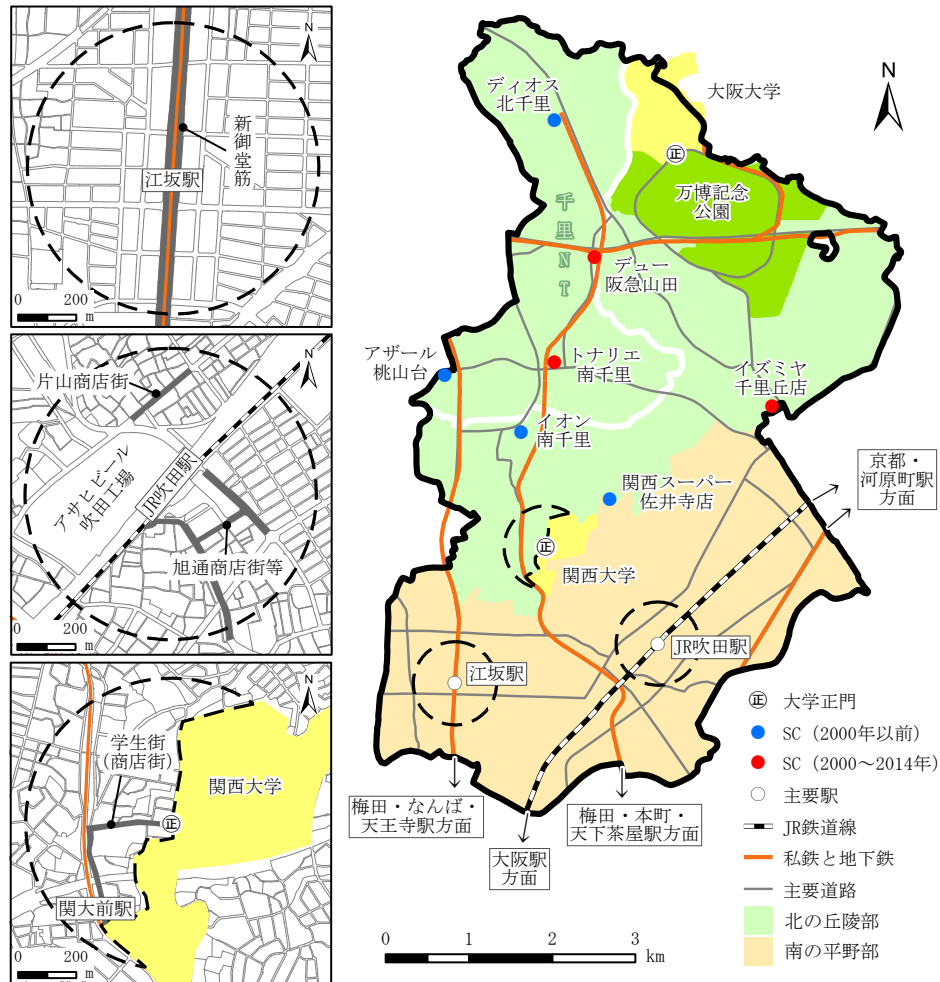 N
新御堂筋
江坂駅
0
200
m
N
片山商店街
アサヒビール
吹田工場
JR吹田駅
旭通商店街等
0
200
m
N
学生街
(商店街)
関西大学
正
関大前駅
0
200
m
N
ディオス
北千里
大阪大学
正
万博記念
公園
千里NT
デュー
阪急山田
アザール
桃山台
トナリエ
南千里
イズミヤ
千里丘店
イオン
南千里
京都・
河原町駅
方面
関西スーパー
佐井寺店
正
関西大学
JR吹田駅
江坂駅
梅田・なんば・
天王寺駅方面
大阪駅
方面
梅田・本町・
天下茶屋駅方面
正 大学正門
SC (2000年以前)
SC (2000～2014年)
主要駅
JR鉄道線
私鉄と地下鉄
主要道路
北の丘陵部
南の平野部
0
1
2
3
km